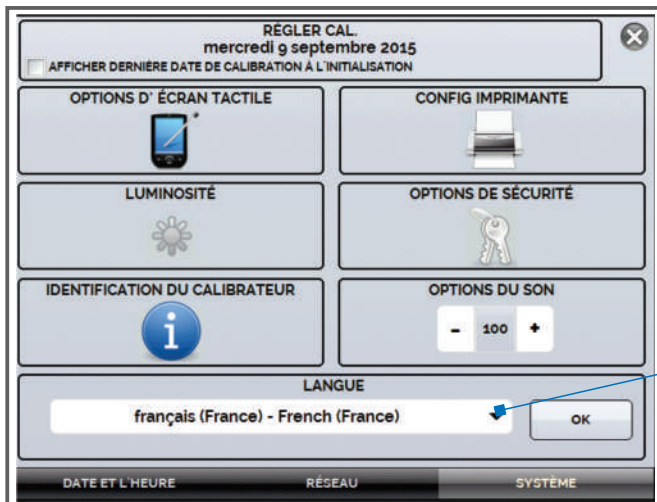 RÉGLER CAL.
mercredi 9 septembre 2015
AFFICHER DERNIÈRE DATE DE CALIBRATION À L'INITIALISATION
OPTIONS D' ÉCRAN TACTILE
CONFIG IMPRIMANTE
LUMINOSITÉ
OPTIONS DE SÉCURITÉ
IDENTIFICATION DU CALIBRATEUR
OPTIONS DU SON
- 100 +
LANGUE
français (France) - French (France)
OK
DATE ET L'HEURE RÉSEAU SYSTÈME